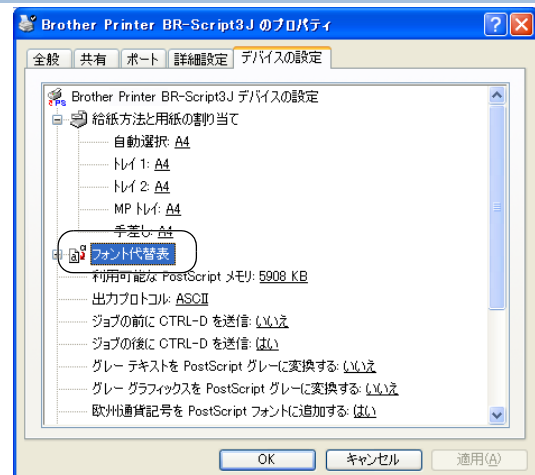 Brother Printer BR-Script3J のプロパティ
全般 共有 ポート 詳細設定 デバイスの設定
Brother Printer BR-Script3J デバイスの設定
給紙方法と用紙の割り当て
自動選択: A4
トレイ 1: A4
トレイ 2: A4
MP トレイ: A4
手差し: A4
フォント代替表
利用可能な PostScript メモリ: 5908 KB
出力プロトコル: ASCII
ジョブの前に CTRL-D を送信: いいえ
ジョブの後に CTRL-D を送信: はい
グレー テキストを PostScript グレーに変換する: いいえ
グレー グラフィックスを PostScript グレーに変換する: いいえ
欧州通貨記号を PostScript フォントに追加する: はい
OK キャンセル 適用(A)